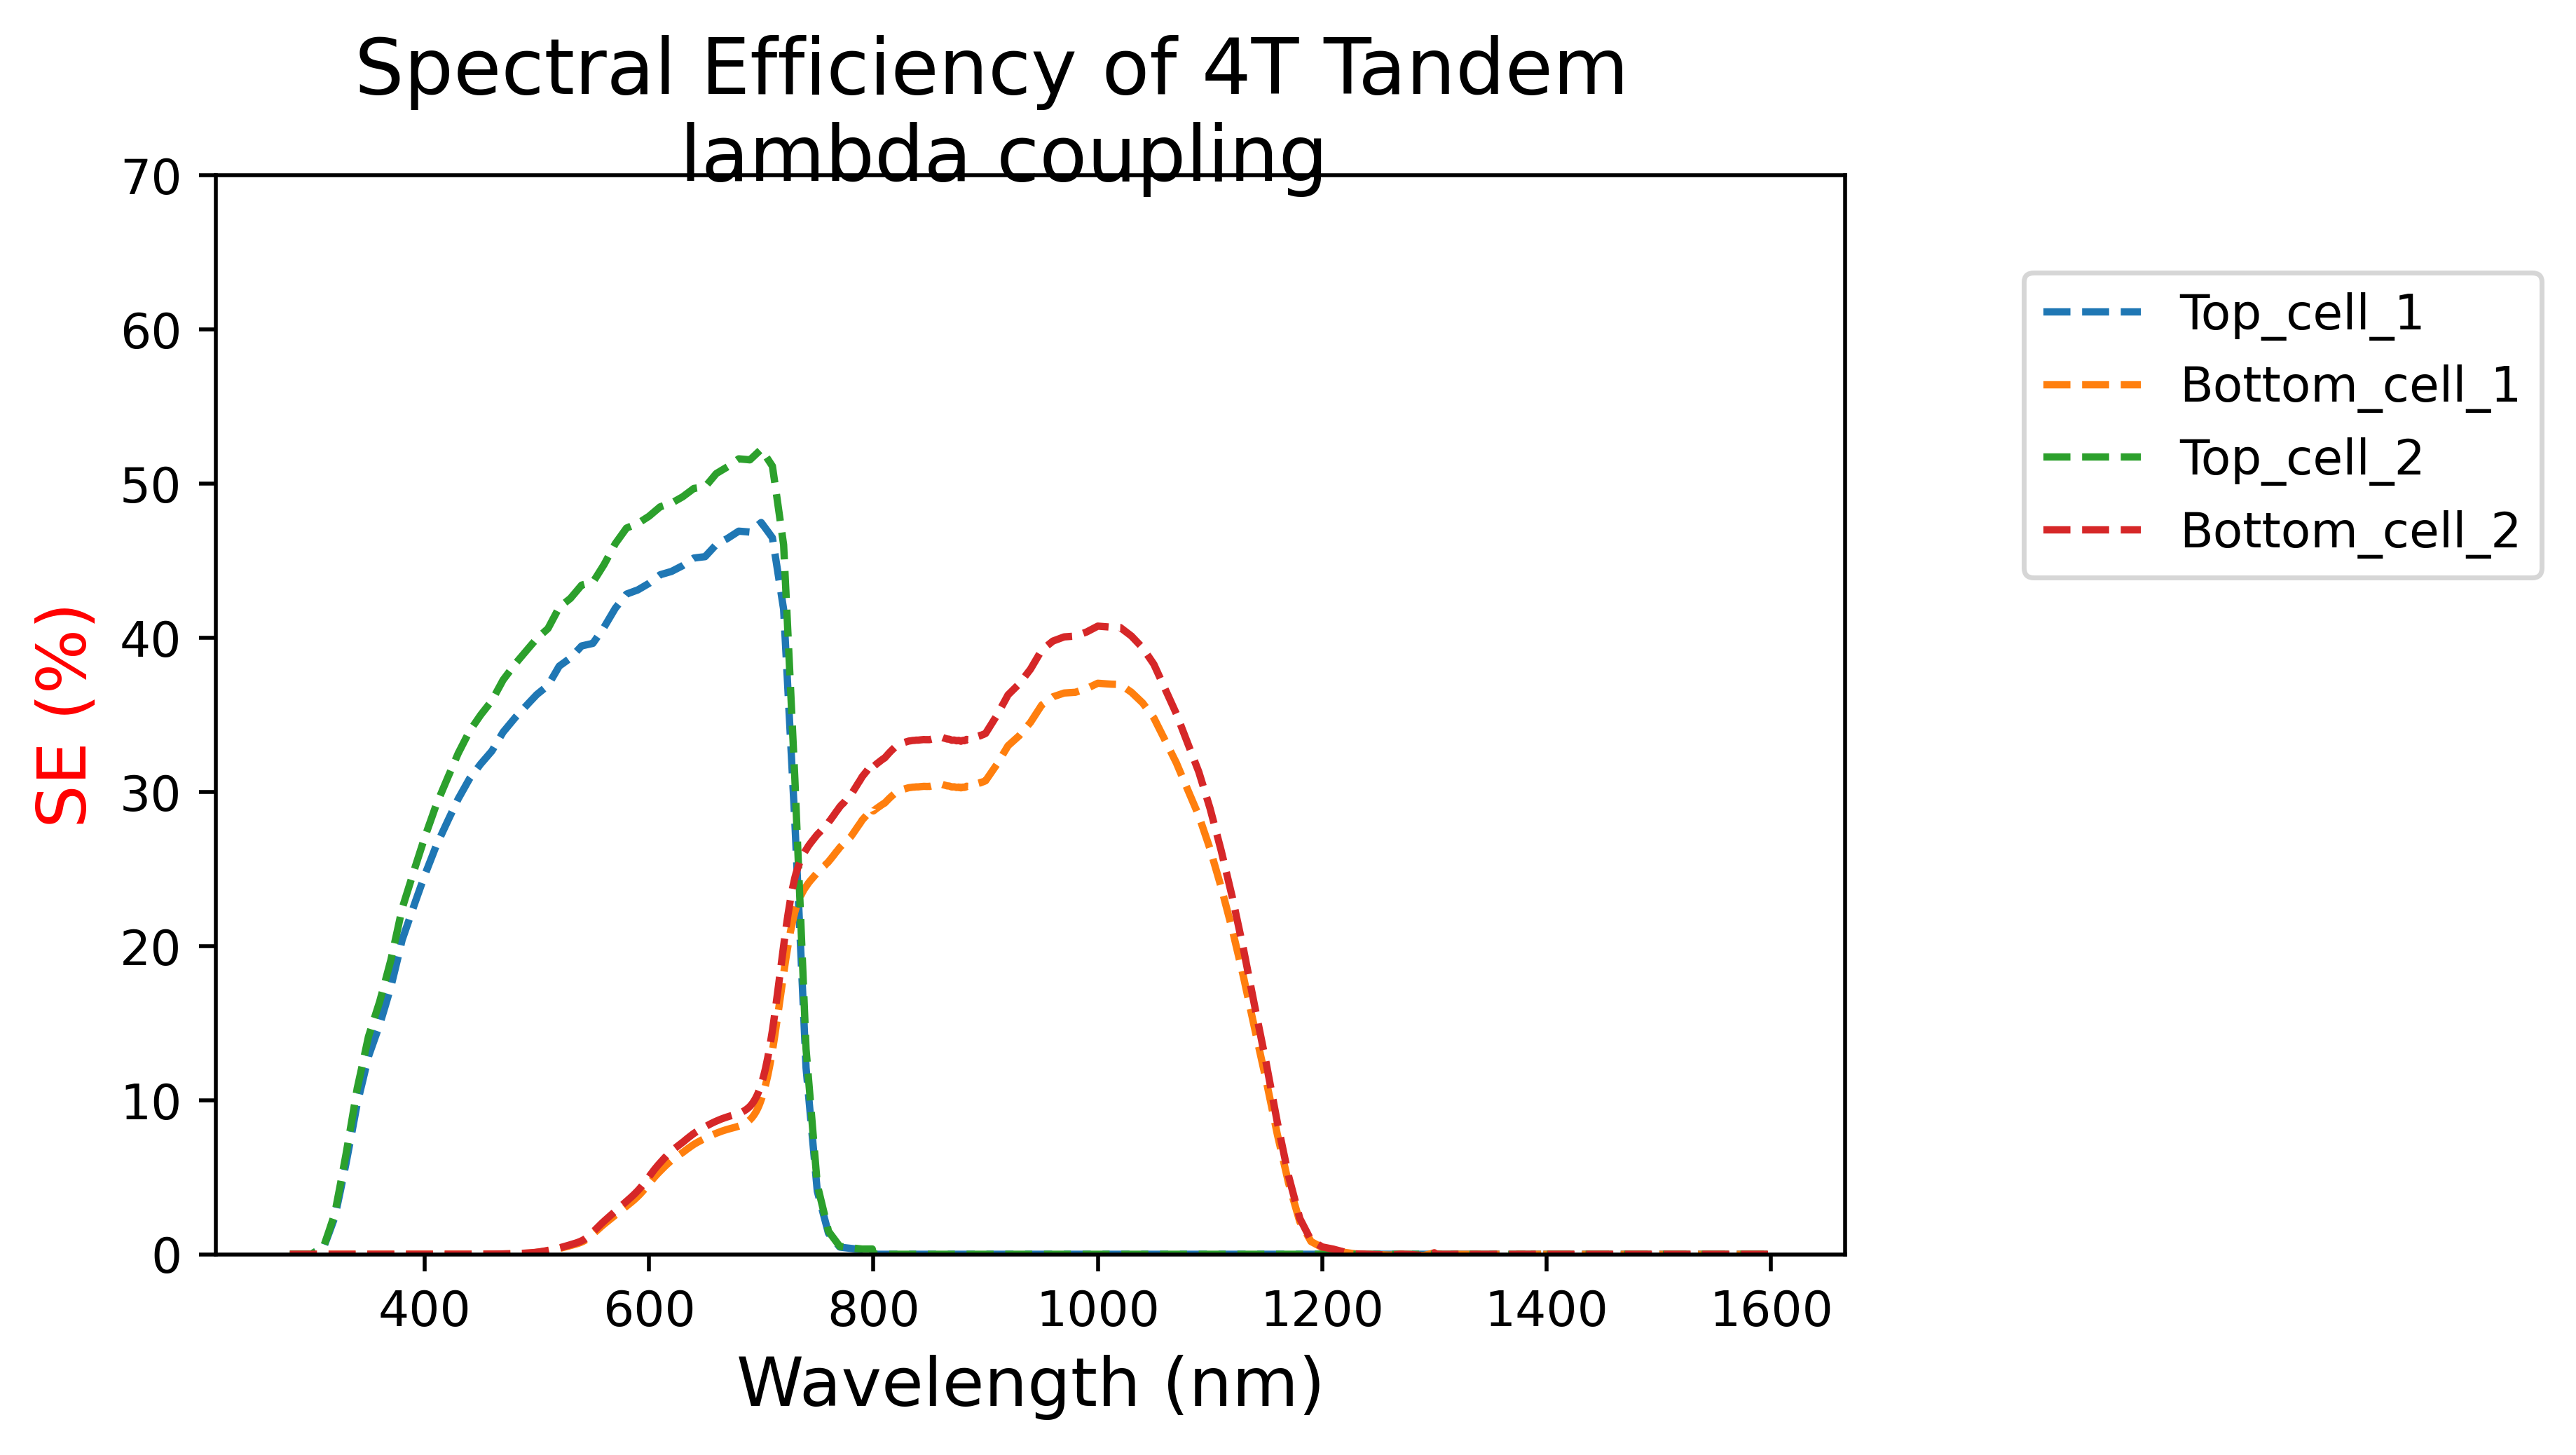 Spectral Efficiency of 4T Tandem
lambda coupling
70
60
50
40
30
20
10
0
SE (%)
400 600 800 1000 1200 1400 1600
Wavelength (nm)
Top_cell_1
Bottom_cell_1
Top_cell_2
Bottom_cell_2